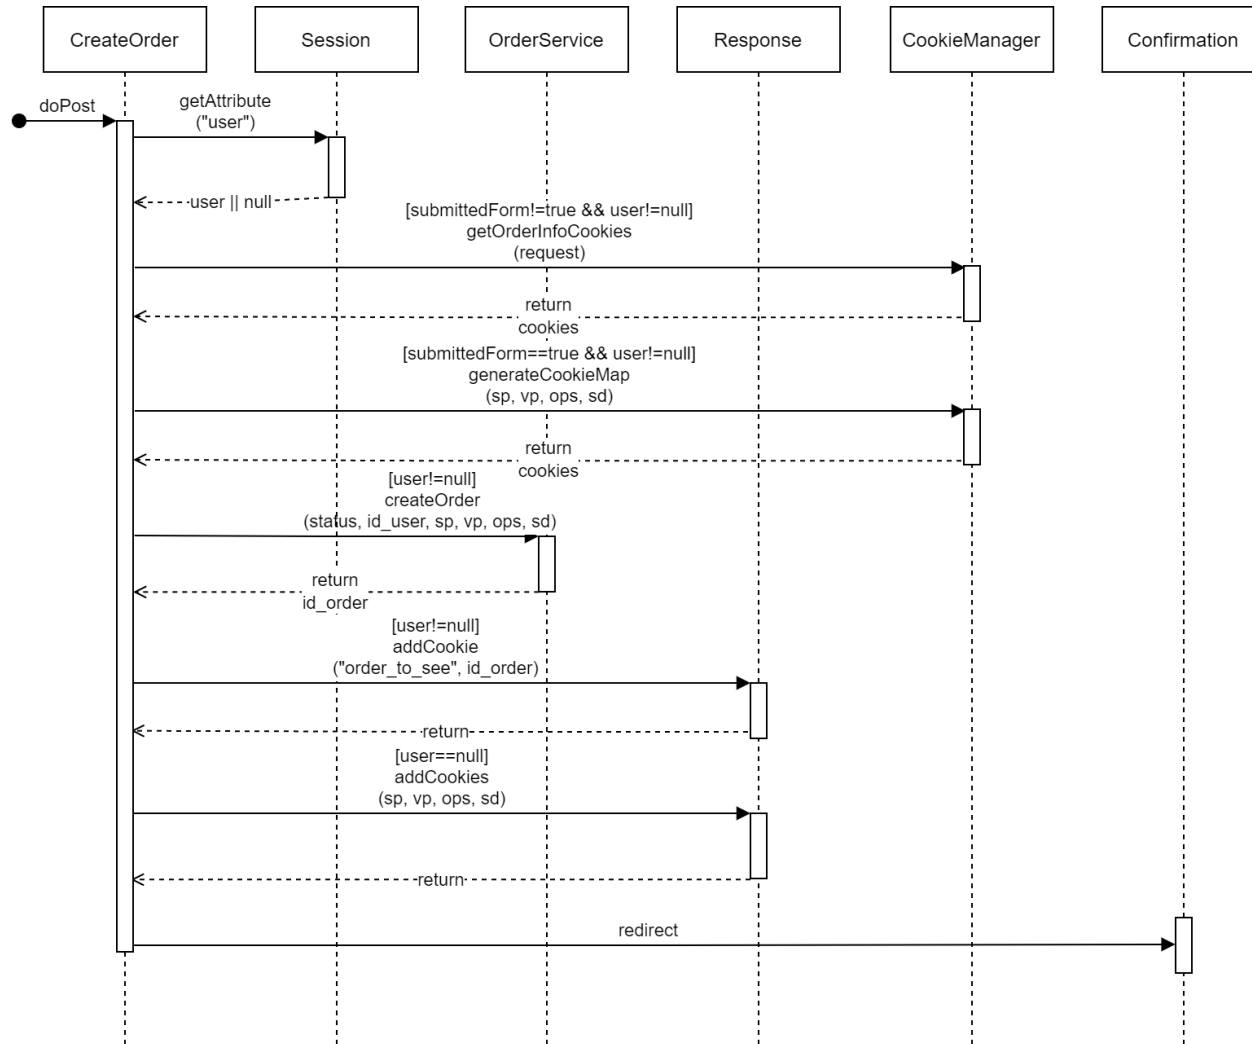 CreateOrder
Session
OrderService
Response
CookieManager
Confirmation
doPost
getAttribute
("user")
user || null
[submittedForm!=true && user!=null]
getOrderInfoCookies
(request)
return
cookies
[submittedForm==true && user!=null]
generateCookieMap
(sp, vp, ops, sd)
return
cookies
[user!=null]
createOrder
(status, id_user, sp, vp, ops, sd)
return
id_order
[user!=null]
addCookie
("order_to_see", id_order)
return
[user==null]
addCookies
(sp, vp, ops, sd)
return
redirect